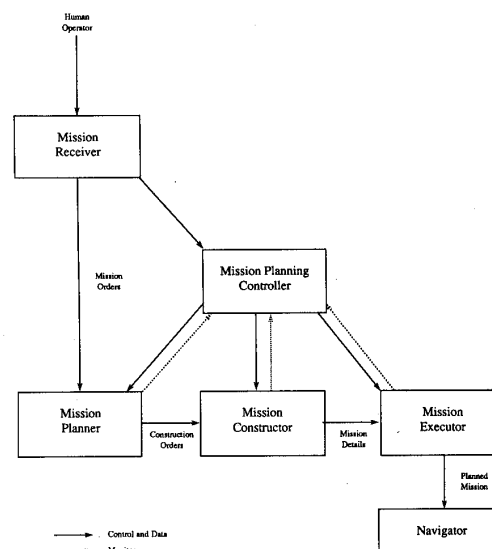 Human
Operator
Mission
Receiver
Mission Planning
Controller
Mission
Orders
Mission
Planner
Construction
Orders
Mission
Constructor
Mission
Details
Mission
Executor
Planned
Mission
Control and Data
Navigator